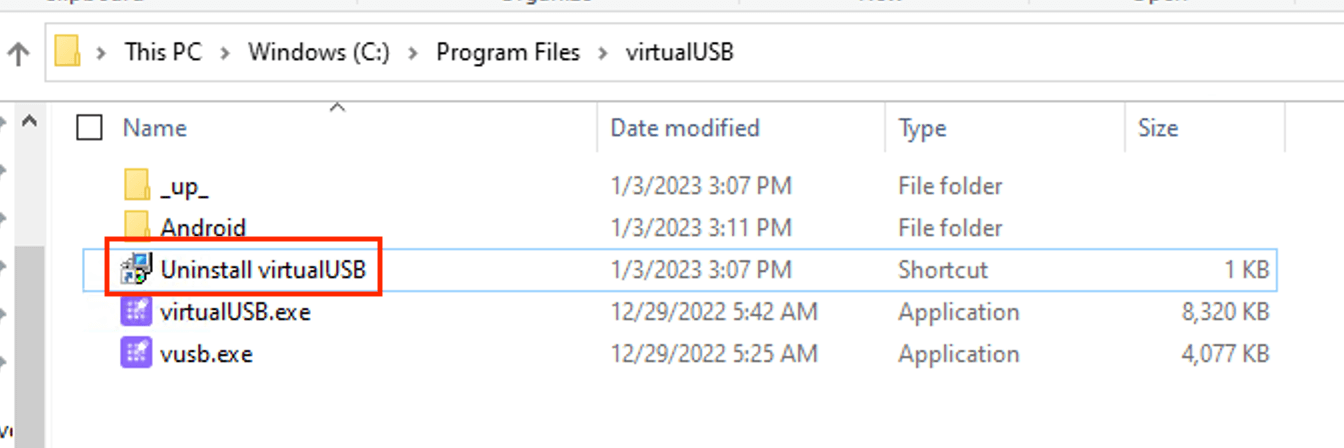 This PC > Windows (C:) > Program Files > virtualUSB
Name Date modified Type Size
_up_ 1/3/2023 3:07 PM File folder
Android 1/3/2023 3:11 PM File folder
Uninstall virtualUSB 1/3/2023 3:07 PM Shortcut 1 KB
virtualUSB.exe 12/29/2022 5:42 AM Application 8,320 KB
vusb.exe 12/29/2022 5:25 AM Application 4,077 KB